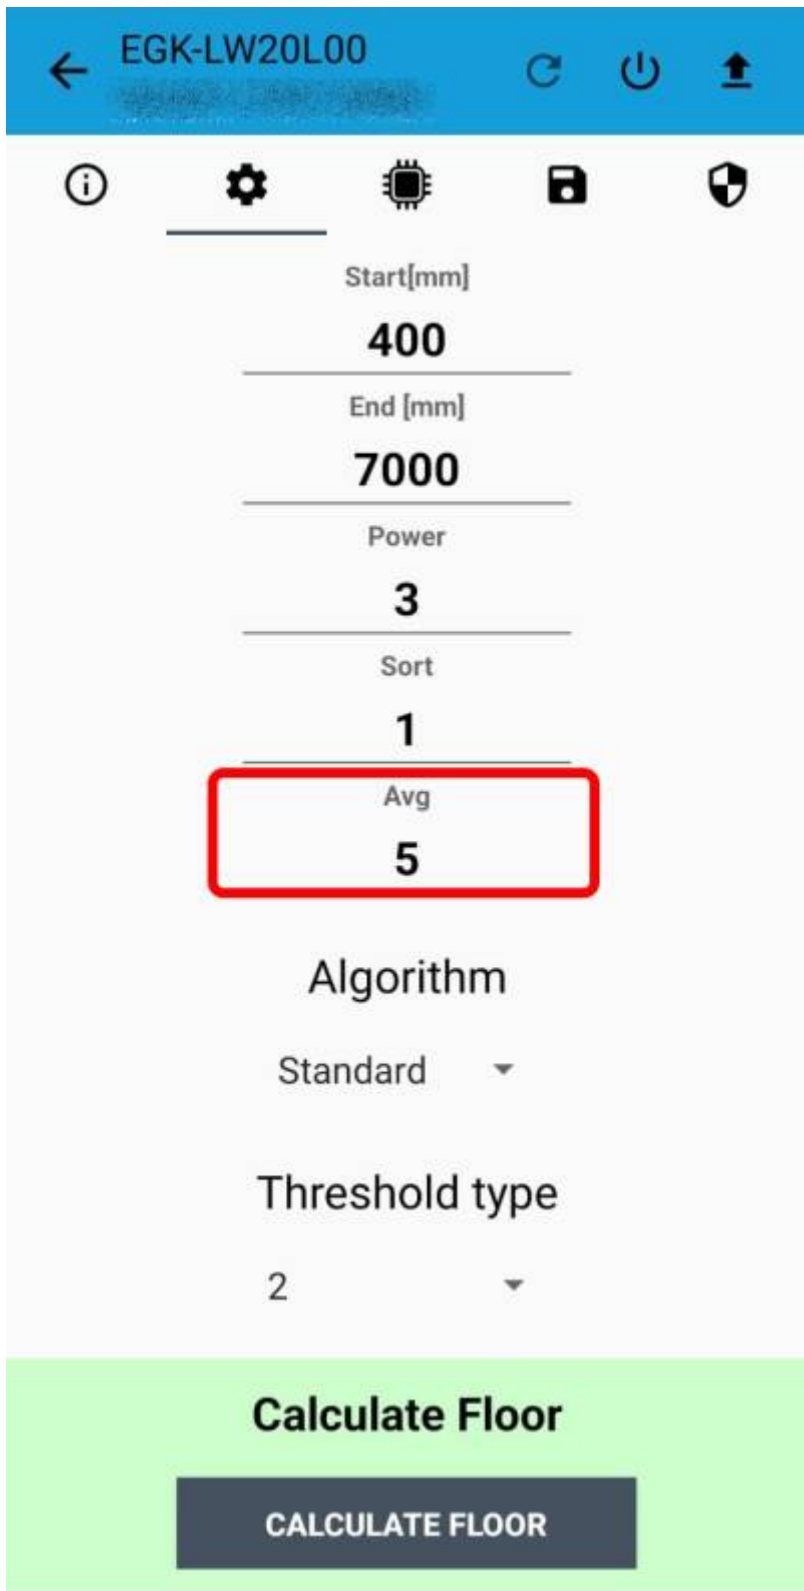 EGK-LW20L00
Start[mm]
400
End [mm]
7000
Power
3
Sort
1
Avg
5
Algorithm
Standard
Threshold type
2
Calculate Floor
CALCULATE FLOOR